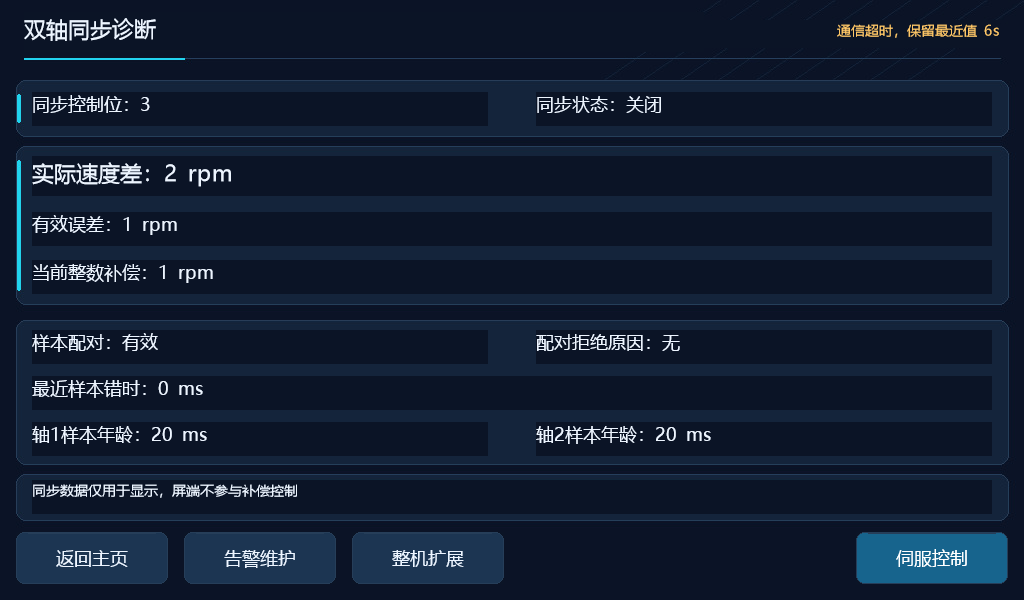 双轴同步诊断
通信超时，保留最近值 6s
同步控制位：3
同步状态：关闭
实际速度差：2 rpm
有效误差：1 rpm
当前整数补偿：1 rpm
样本配对：有效
配对拒绝原因：无
最近样本错时：0 ms
轴1样本年龄：20 ms
轴2样本年龄：20 ms
同步数据仅用于显示，屏端不参与补偿控制
返回主页
告警维护
整机扩展
伺服控制